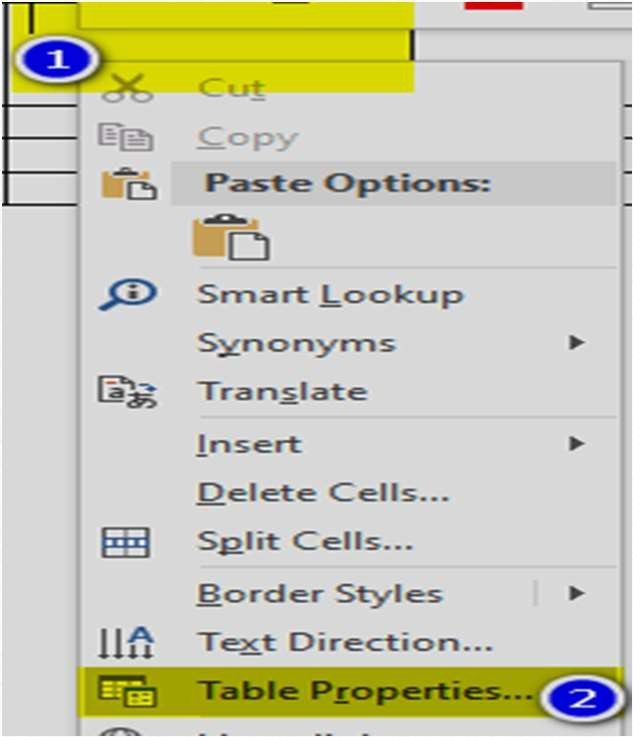 1
Cut
Copy
Paste Options:
Smart Lookup
Synonyms
Translate
Insert
Delete Cells...
Split Cells...
Border Styles
Text Direction...
Table Properties... 2